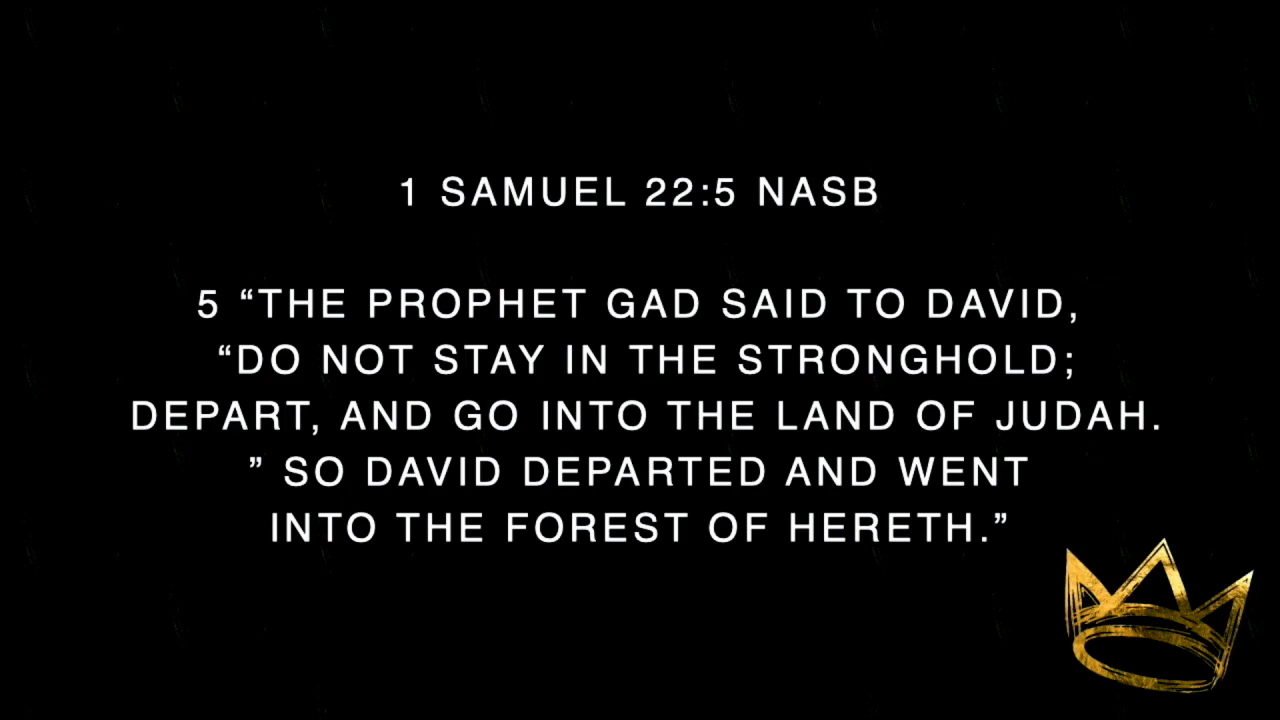 1 SAMUEL 22:5 NASB
5 “THE PROPHET GAD SAID TO DAVID,
“DO NOT STAY IN THE STRONGHOLD;
DEPART, AND GO INTO THE LAND OF JUDAH.
” SO DAVID DEPARTED AND WENT
INTO THE FOREST OF HERETH.”